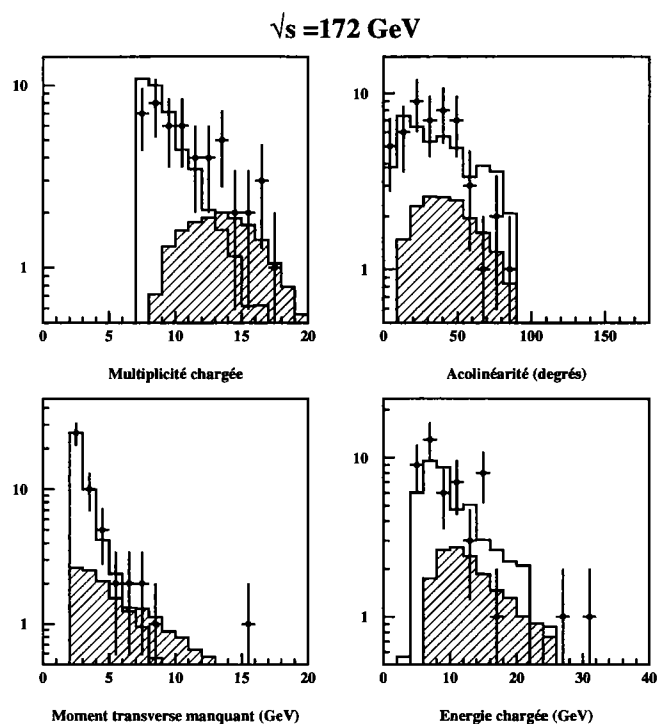 √s =172 GeV
10
1
0 5 10 15 20
Multiplicité chargée
10
1
0 50 100 150
Acolinéarité (degrés)
10
1
0 5 10 15 20
Moment transverse manquant (GeV)
10
1
0 10 20 30 40
Energie chargée (GeV)